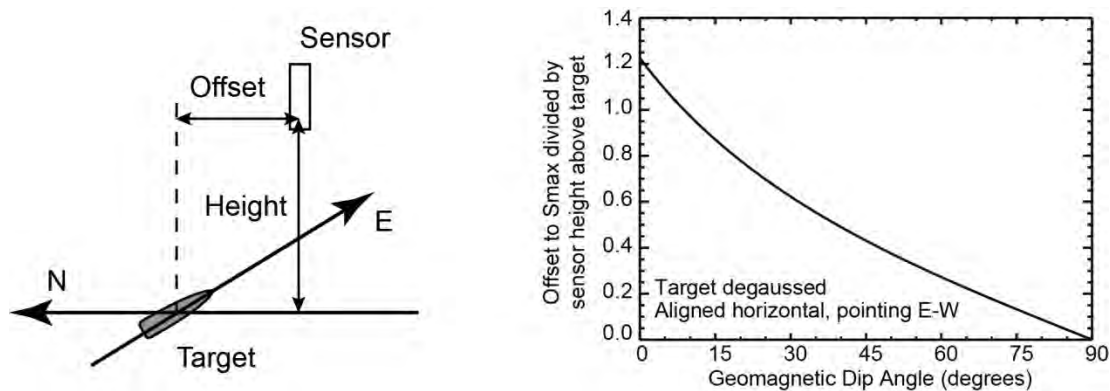 Sensor
Offset
Height
E
N
Target
Offset to Smax divided by
sensor height above target
1.4
1.2
1.0
0.8
0.6
0.4
0.2
0.0
Target degaussed
Aligned horizontal, pointing E-W
0 15 30 45 60 75 90
Geomagnetic Dip Angle (degrees)